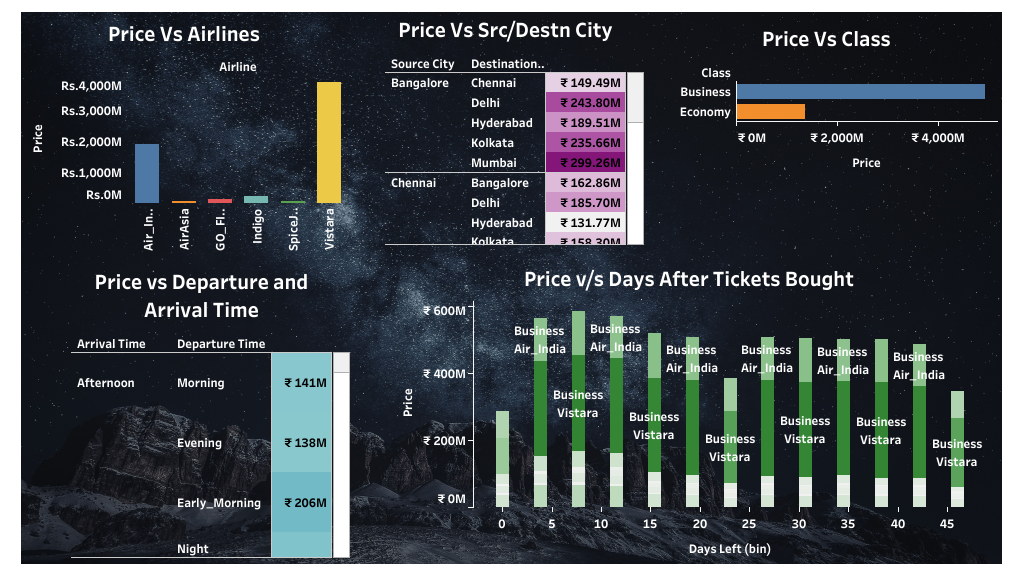 Price Vs Airlines
Airline
Price
Rs.4,000M
Rs.3,000M
Rs.2,000M
Rs.1,000M
Rs.0M
Air_In..
AirAsia
GO_FI..
Indigo
SpiceJ..
Vistara
Price Vs Src/Destn City
Source City Destination..
Bangalore Chennai ₹ 149.49M
Delhi ₹ 243.80M
Hyderabad ₹ 189.51M
Kolkata ₹ 235.66M
Mumbai ₹ 299.26M
Chennai Bangalore ₹ 162.86M
Delhi ₹ 185.70M
Hyderabad ₹ 131.77M
Kolkata ₹ 158.30M
Price Vs Class
Class
Business
Economy
₹ 0M ₹ 2,000M ₹ 4,000M
Price
Price vs Departure and
Arrival Time
Arrival Time Departure Time
Afternoon Morning ₹ 141M
Evening ₹ 138M
Early_Morning ₹ 206M
Night
Price v/s Days After Tickets Bought
Price
₹ 600M
₹ 400M
₹ 200M
₹ 0M
Business
Air_India
Business
Vistara
Business
Air_India
Business
Vistara
Business
Air_India
Business
Vistara
Business
Air_India
Business
Vistara
Business
Air_India
Business
Vistara
Business
Air_India
Business
Vistara
0 5 10 15 20 25 30 35 40 45
Days Left (bin)